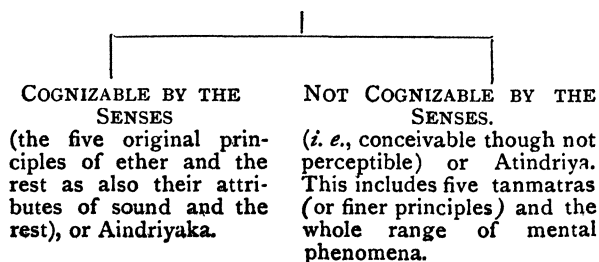 COGNIZABLE BY THE
SENSES
(the five original prin-
ciples of ether and the
rest as also their attri-
butes of sound and the
rest), or Aindriyaka.
NOT COGNIZABLE BY THE
SENSES.
(i. e., conceivable though not
perceptible) or Atindriya.
This includes five tanmatras
(or finer principles) and the
whole range of mental
phenomena.